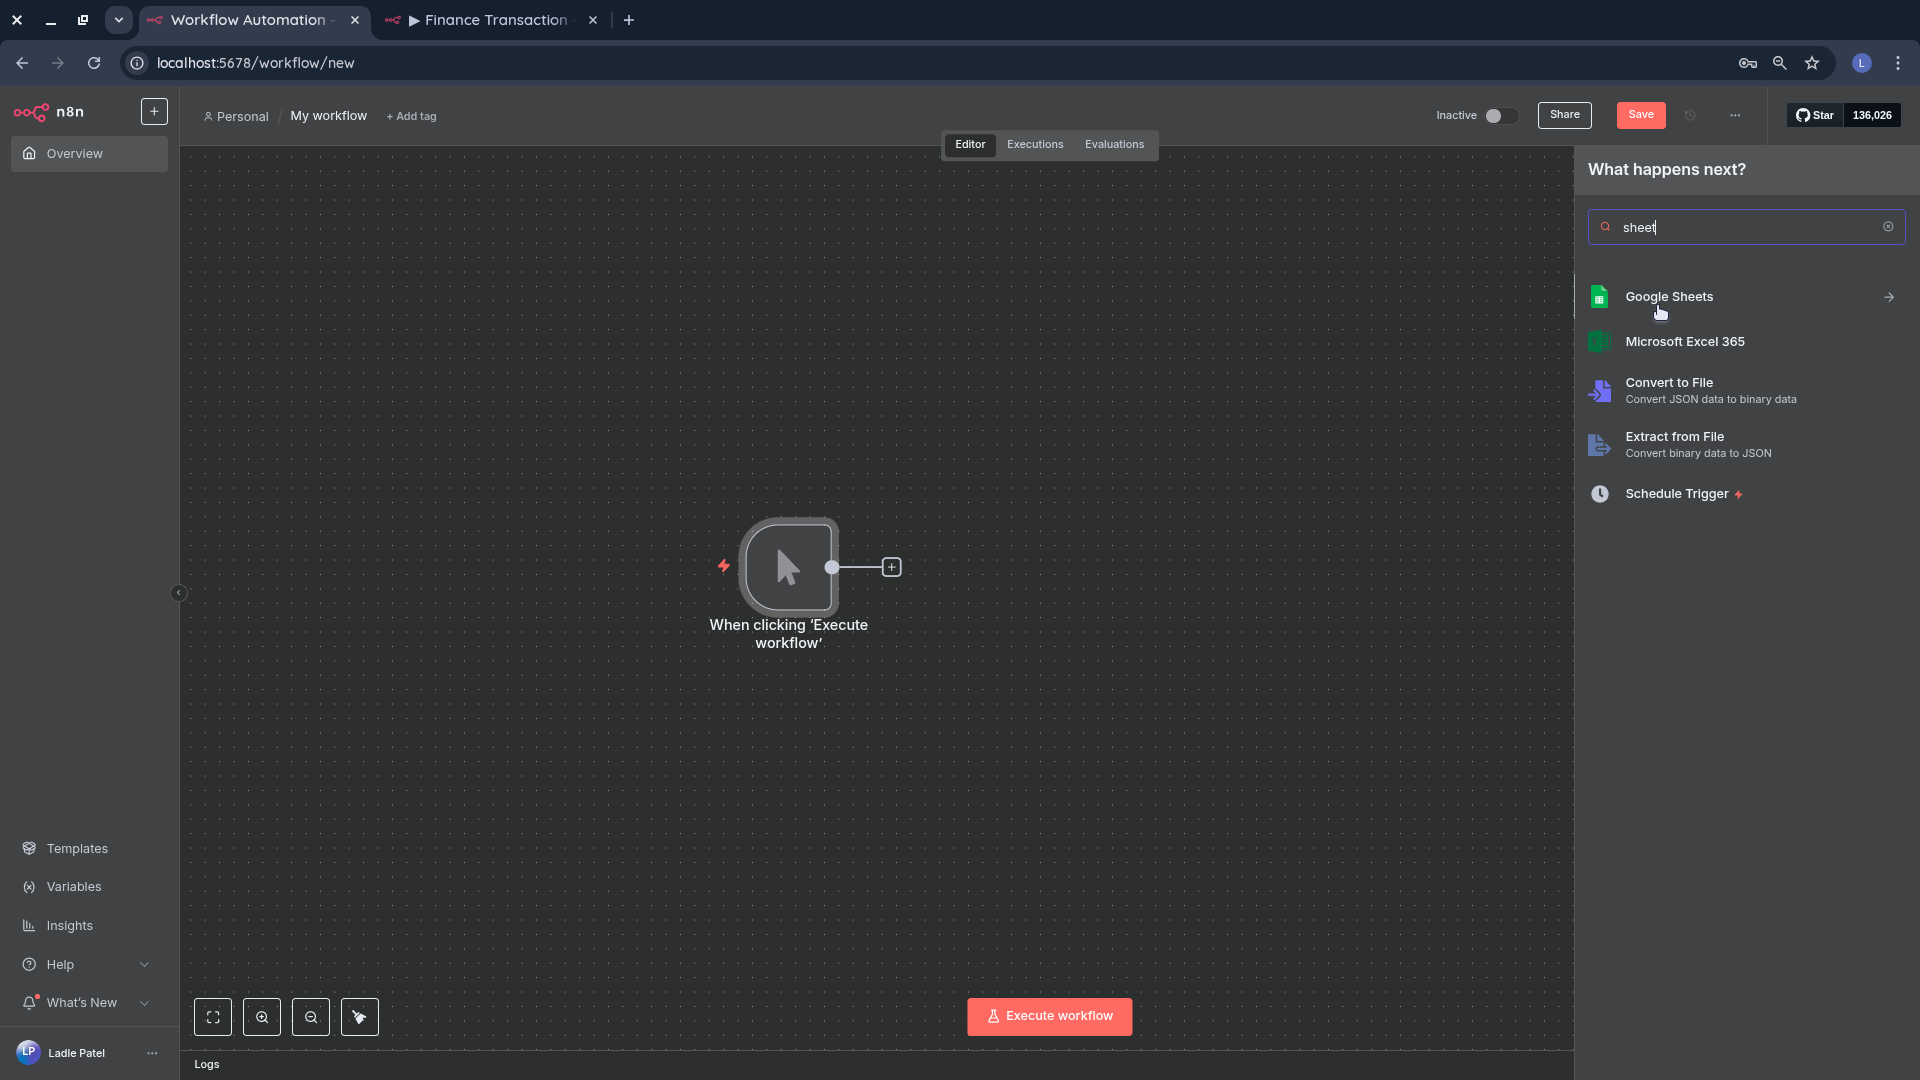 Workflow Automation -
▶ Finance Transaction
localhost:5678/workflow/new
L
n8n
Personal / My workflow + Add tag
Inactive
Share
Save
Star 136,026
Overview
Editor Executions Evaluations
What happens next?
sheet
Google Sheets
Microsoft Excel 365
Convert to File
Convert JSON data to binary data
Extract from File
Convert binary data to JSON
Schedule Trigger
When clicking ‘Execute
workflow’
Templates
Variables
Insights
Help
What’s New
LP Ladle Patel
Execute workflow
Logs